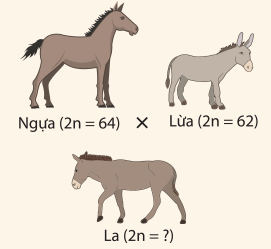 Ngựa (2n = 64) × Lừa (2n = 62)
La (2n = ?)